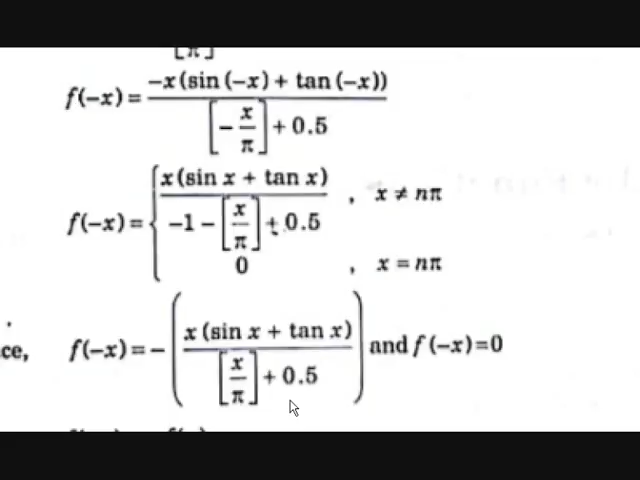 [π]
f(-x) = -x(sin(-x) + tan(-x)) / [-x/π] + 0.5
f(-x) = { x(sin x + tan x) / -1 - [x/π] + 0.5 , x ≠ nπ
0 , x = nπ
ce, f(-x) = -( x(sin x + tan x) / [x/π] + 0.5 ) and f(-x)=0